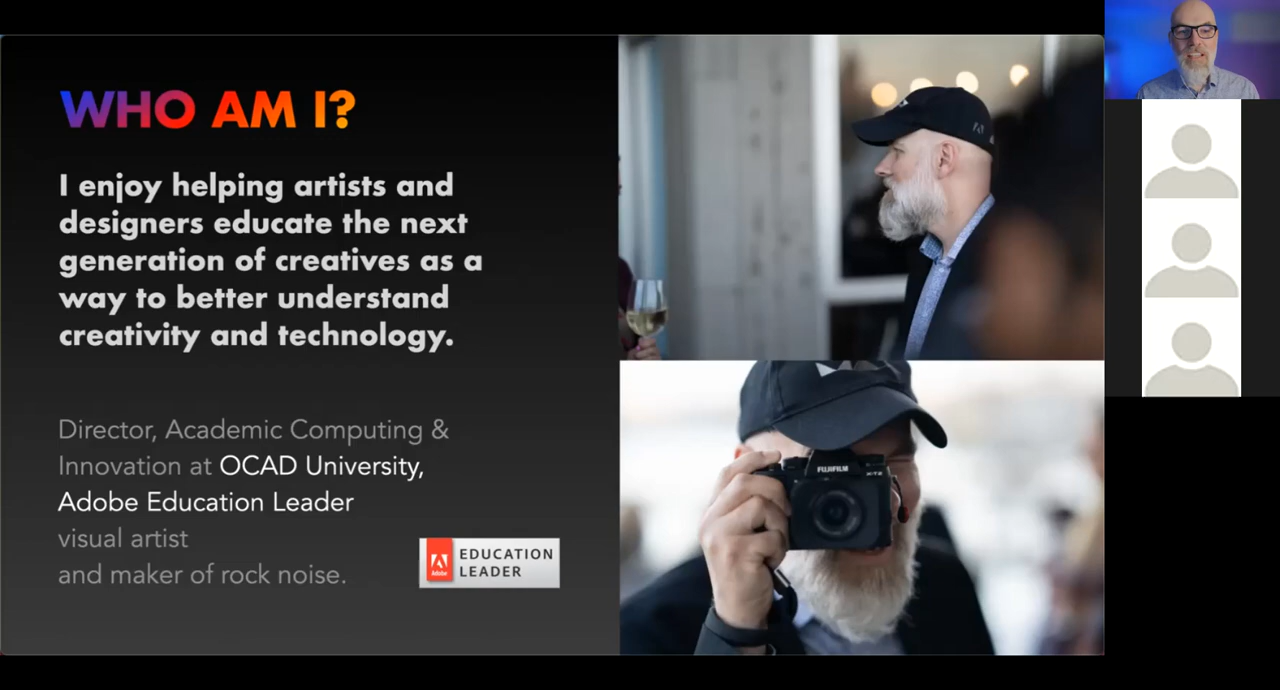 WHO AM I?
I enjoy helping artists and
designers educate the next
generation of creatives as a
way to better understand
creativity and technology.
Director, Academic Computing &
Innovation at OCAD University,
Adobe Education Leader
visual artist
and maker of rock noise.
Adobe
EDUCATION
LEADER
FUJIFILM
X-T2